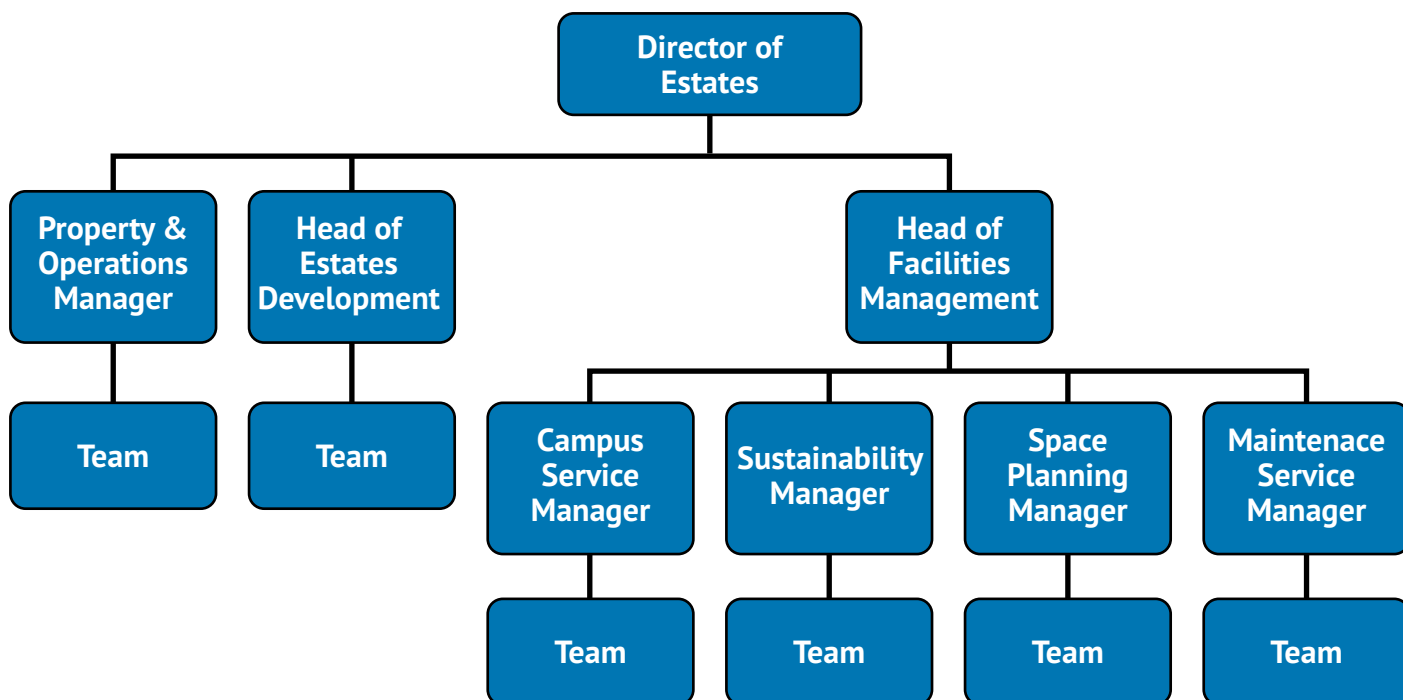 Director of
Estates
Property &
Operations
Manager
Head of
Estates
Development
Head of
Facilities
Management
Team
Team
Campus
Service
Manager
Sustainability
Manager
Space
Planning
Manager
Maintenace
Service
Manager
Team
Team
Team
Team